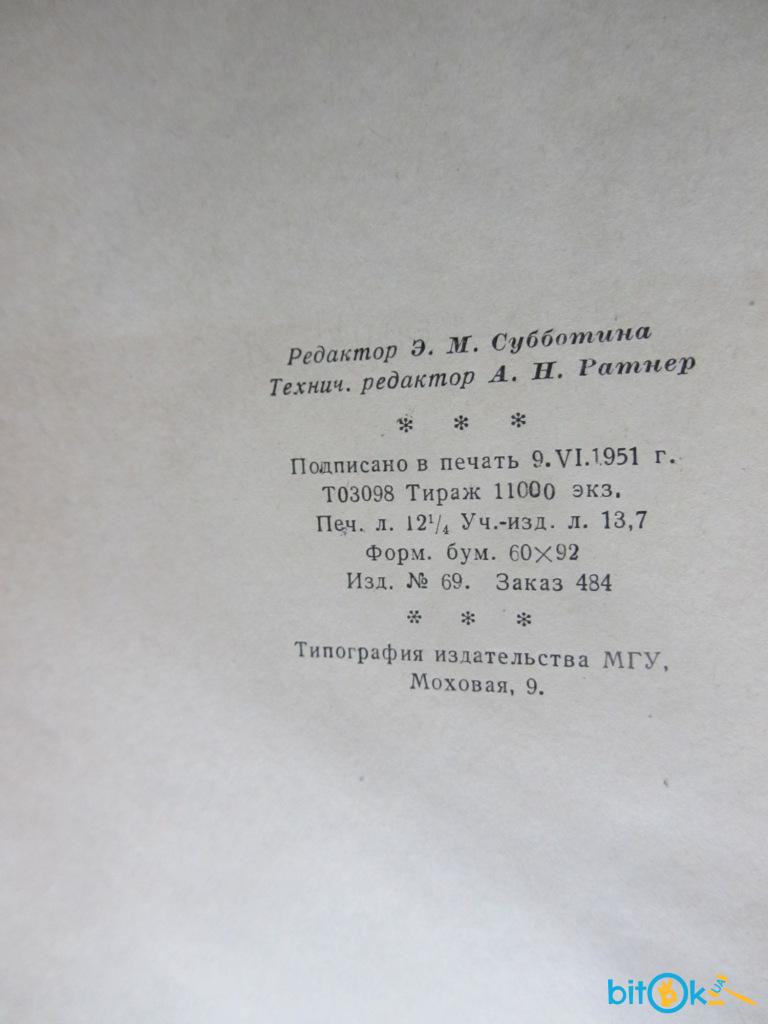 Редактор Э. М. Субботина
Технич. редактор А. Н. Ратнер
* * *
Подписано в печать 9.VI.1951 г.
Т03098 Тираж 11000 экз.
Печ. л. 12¹/₄ Уч.-изд. л. 13,7
Форм. бум. 60×92
Изд. № 69. Заказ 484
* * *
Типография издательства МГУ,
Моховая, 9.
bitok.UA